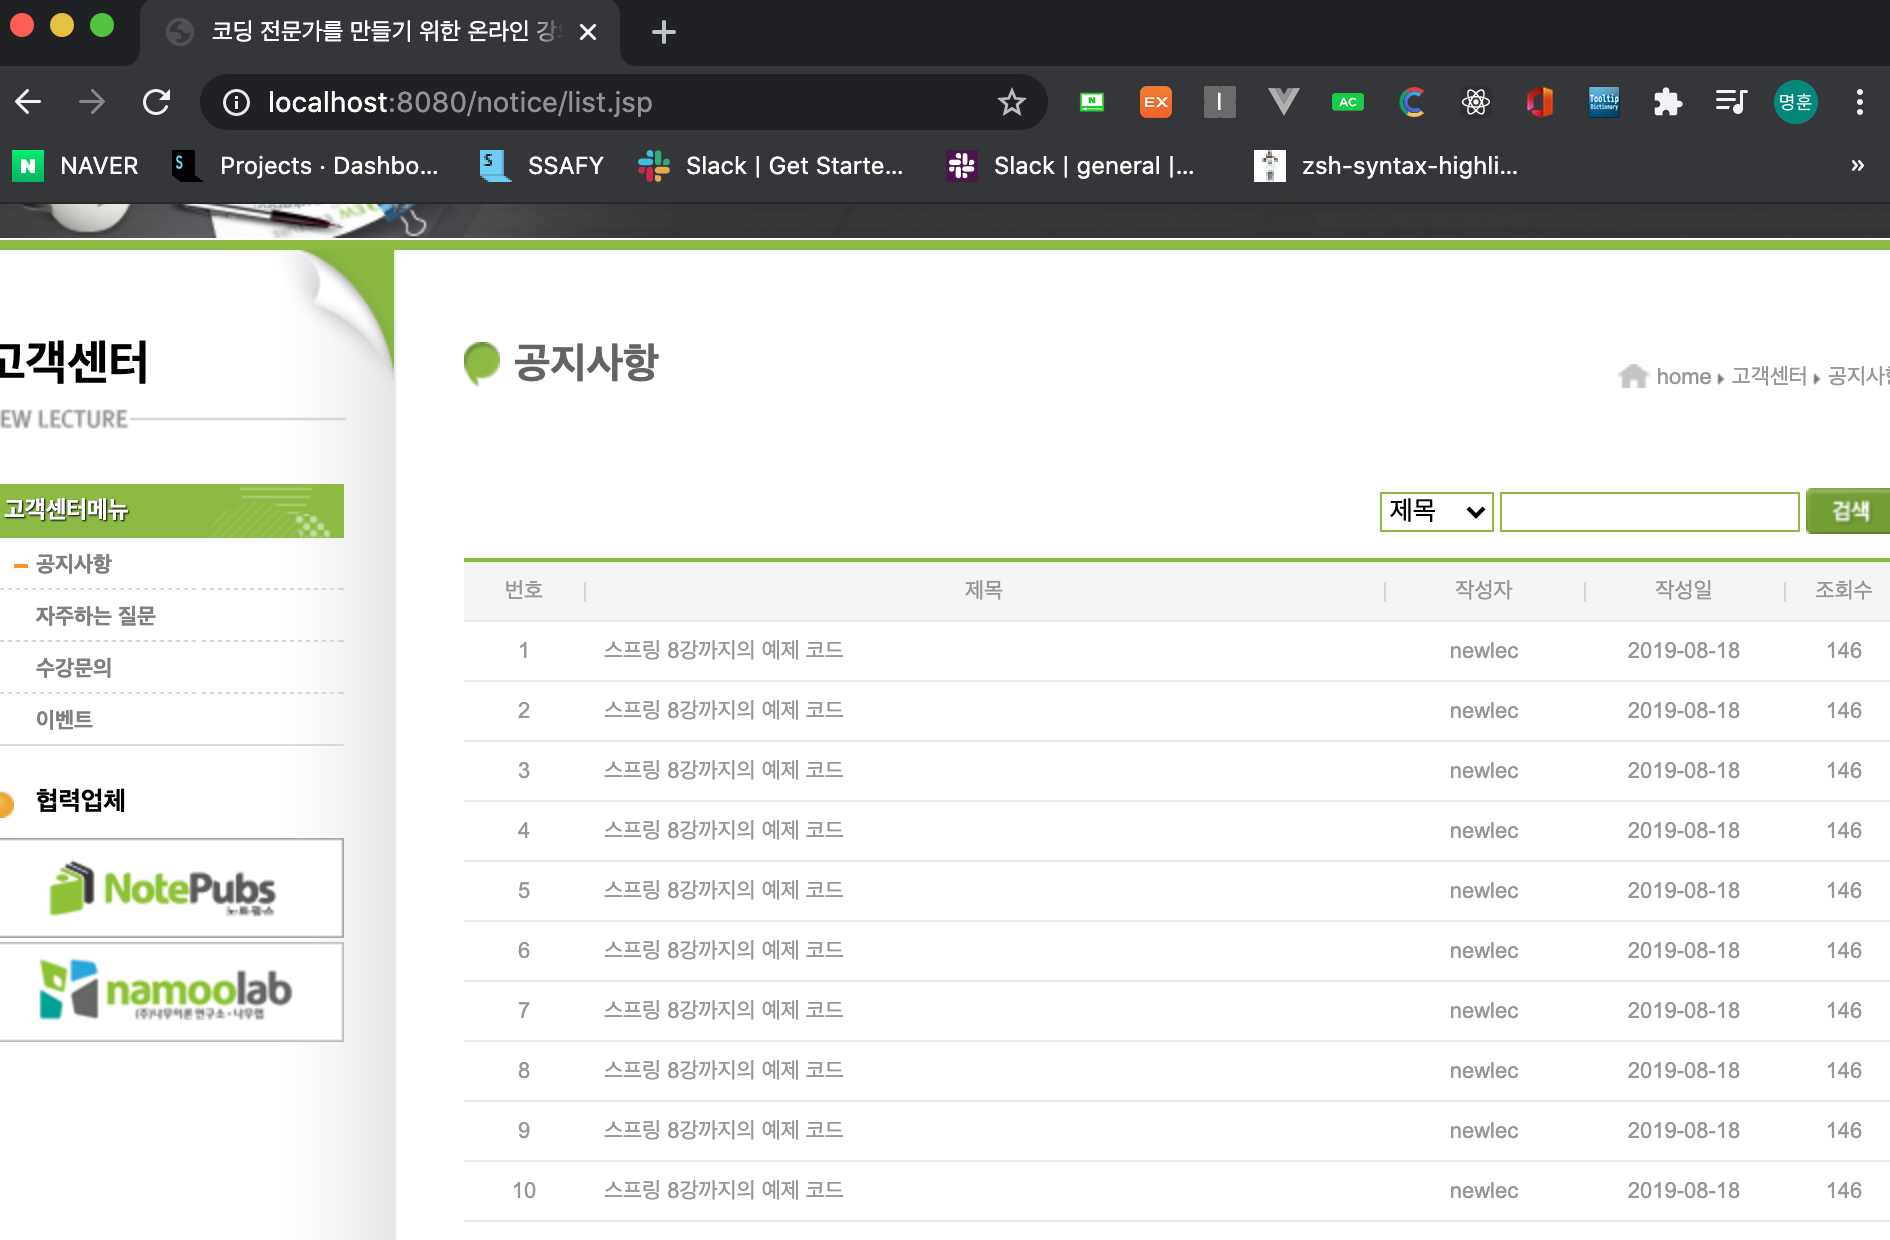 코딩 전문가를 만들기 위한 온라인 강
localhost:8080/notice/list.jsp
N EX I AC Tooltip Dictionary 명훈
NAVER Projects · Dashbo... SSAFY Slack | Get Starte... Slack | general |... zsh-syntax-highli... »
고객센터
EW LECTURE
고객센터메뉴
공지사항
자주하는 질문
수강문의
이벤트
협력업체
NotePubs
노·트·펍·스
namoolab
공지사항
home 고객센터 공지사항
제목 검색
번호 제목 작성자 작성일 조회수
1 스프링 8강까지의 예제 코드 newlec 2019-08-18 146
2 스프링 8강까지의 예제 코드 newlec 2019-08-18 146
3 스프링 8강까지의 예제 코드 newlec 2019-08-18 146
4 스프링 8강까지의 예제 코드 newlec 2019-08-18 146
5 스프링 8강까지의 예제 코드 newlec 2019-08-18 146
6 스프링 8강까지의 예제 코드 newlec 2019-08-18 146
7 스프링 8강까지의 예제 코드 newlec 2019-08-18 146
8 스프링 8강까지의 예제 코드 newlec 2019-08-18 146
9 스프링 8강까지의 예제 코드 newlec 2019-08-18 146
10 스프링 8강까지의 예제 코드 newlec 2019-08-18 146